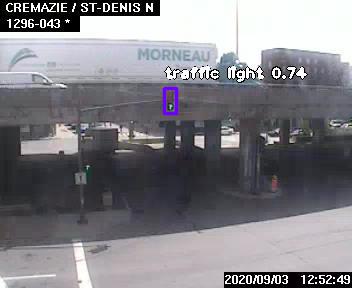 CREMAZIE / ST-DENIS N
1296-043 *
MORNEAU
traffic light 0.74
2020/09/03 12:52:49